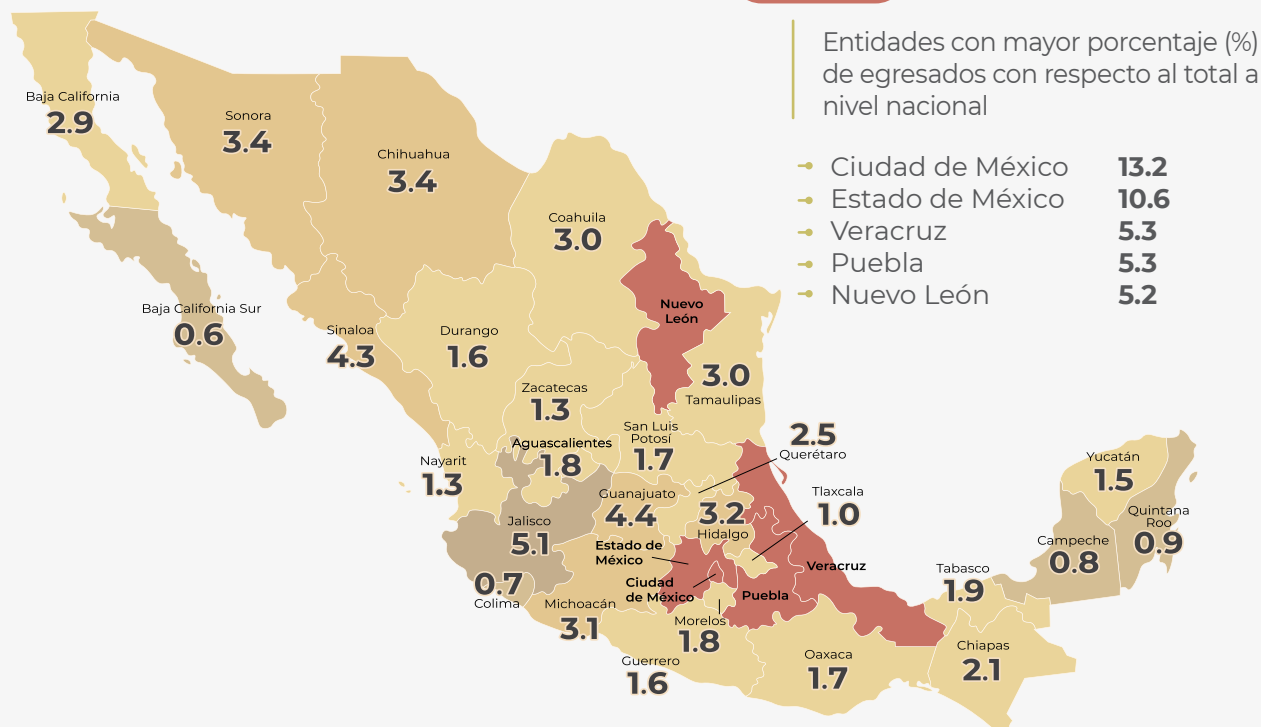 Entidades con mayor porcentaje (%)
de egresados con respecto al total a
nivel nacional
Ciudad de México 13.2
Estado de México 10.6
Veracruz 5.3
Puebla 5.3
Nuevo León 5.2
Baja California
2.9
Sonora
3.4
Chihuahua
3.4
Coahuila
3.0
Nuevo
León
Baja California Sur
0.6
Sinaloa
4.3
Durango
1.6
3.0
Tamaulipas
Zacatecas
1.3
San Luis
Potosí
1.7
Aguascalientes
1.8
2.5
Querétaro
Nayarit
1.3
Tlaxcala
1.0
Guanajuato
4.4
3.2
Hidalgo
Jalisco
5.1
Estado de
México
Ciudad
de México
Veracruz
Puebla
0.7
Colima
Michoacán
3.1
Morelos
1.8
Guerrero
1.6
Oaxaca
1.7
Yucatán
1.5
Quintana
Roo
0.9
Campeche
0.8
Tabasco
1.9
Chiapas
2.1